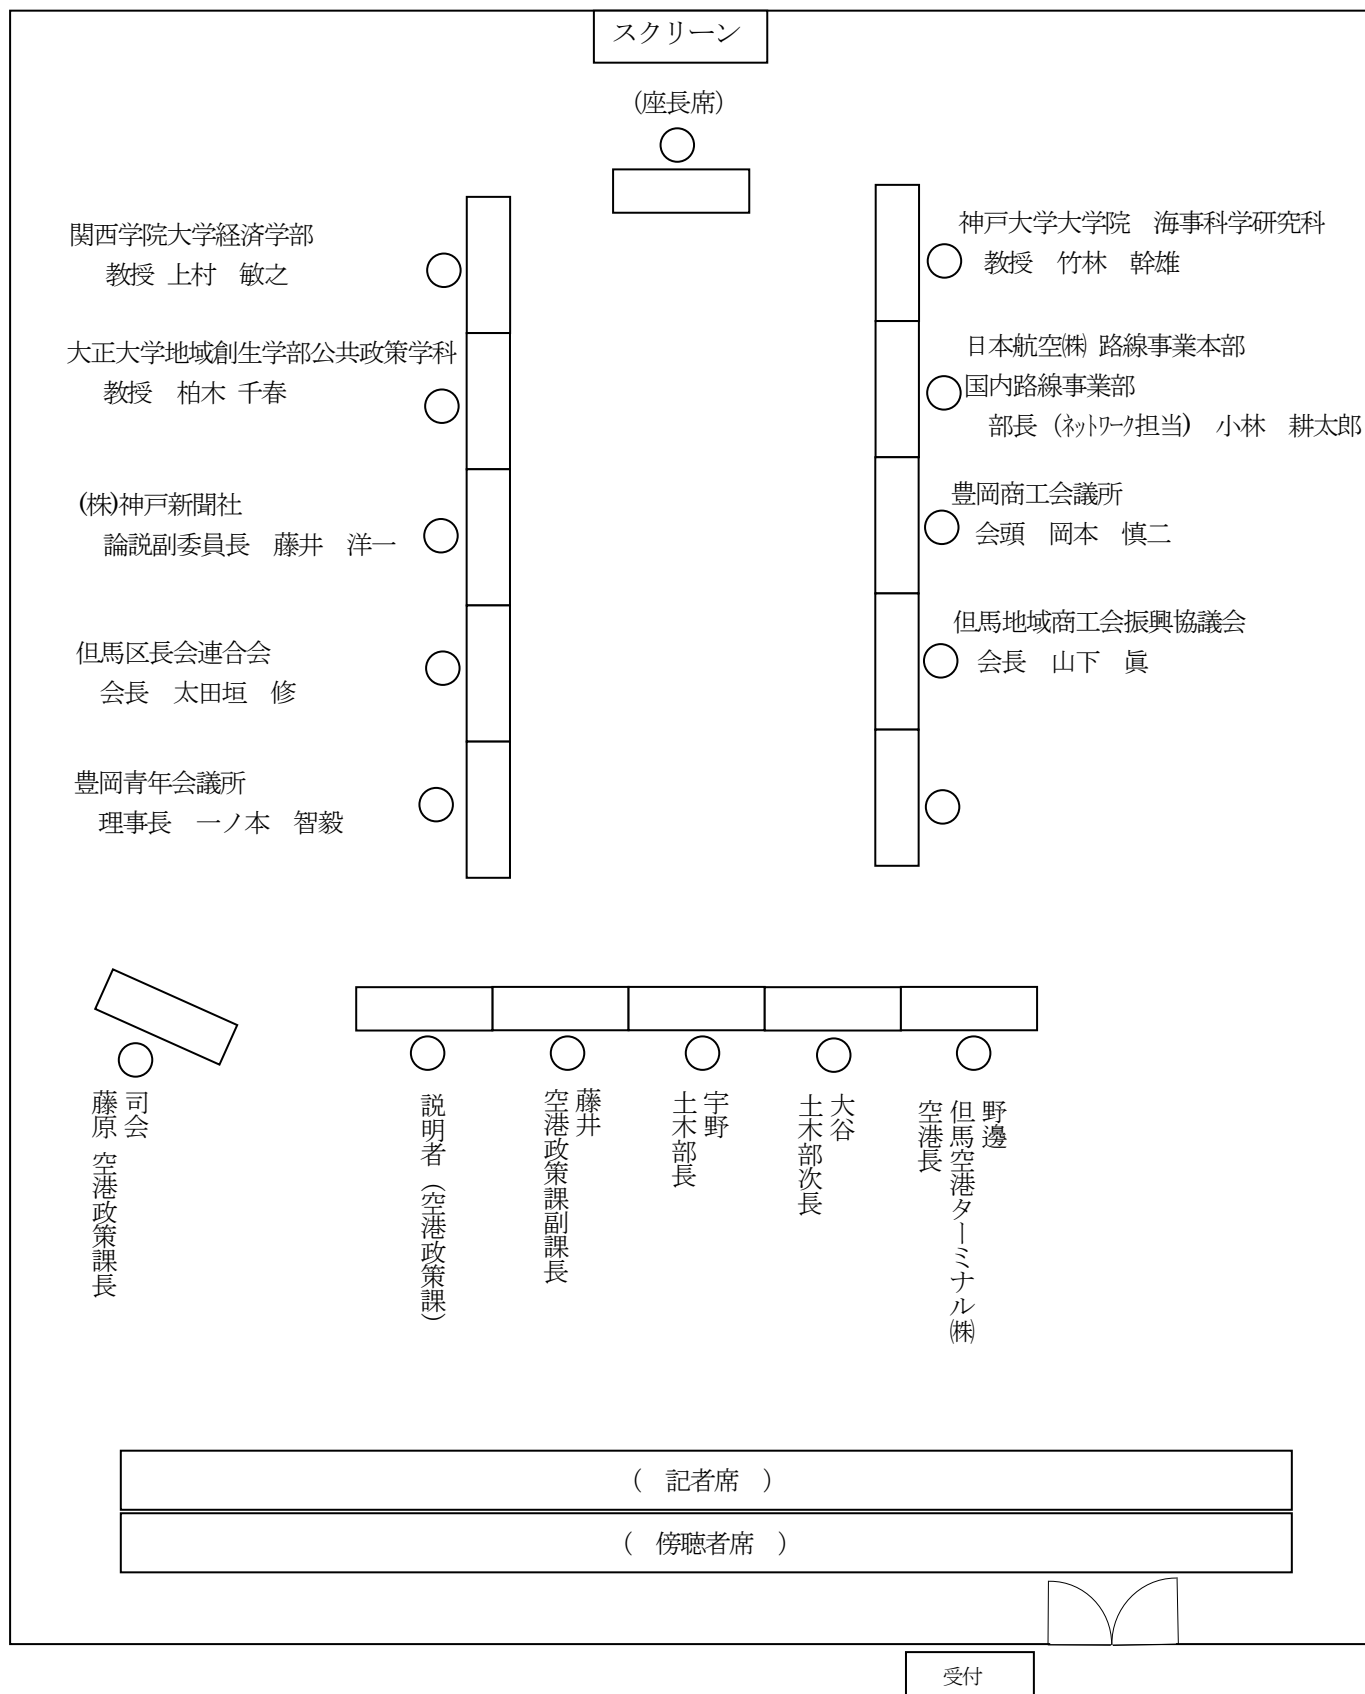 スクリーン
(座長席)
関西学院大学経済学部
教授 上村　敏之
大正大学地域創生学部公共政策学科
教授　柏木 千春
(株)神戸新聞社
論説副委員長　藤井　洋一
但馬区長会連合会
会長　太田垣　修
豊岡青年会議所
理事長　一ノ本　智毅
神戸大学大学院　海事科学研究科
教授　竹林　幹雄
日本航空㈱ 路線事業本部
国内路線事業部
部長（ﾈｯﾄﾜｰｸ担当）　小林　耕太郎
豊岡商工会議所
会頭　岡本　慎二
但馬地域商工会振興協議会
会長　山下　眞
司会
藤原 空港政策課長
説明者（空港政策課）
藤井
空港政策課副課長
宇野
土木部長
大谷
土木部次長
野邊
但馬空港ターミナル㈱
空港長
(　記者席　)
(　傍聴者席　)
受付